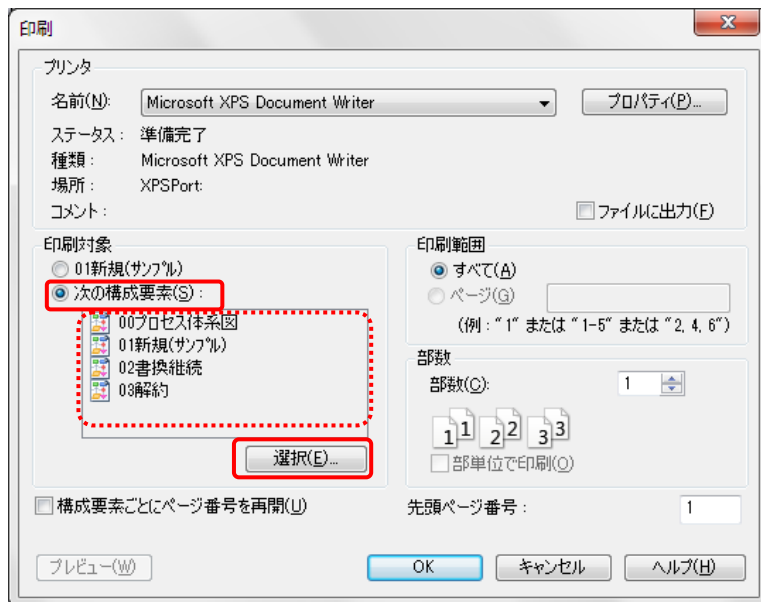 印刷
プリンタ
名前(N): Microsoft XPS Document Writer プロパティ(P)...
ステータス: 準備完了
種類: Microsoft XPS Document Writer
場所: XPSPort:
コメント: ファイルに出力(F)
印刷対象
01新規(サンプル)
次の構成要素(S):
00プロセス体系図
01新規(サンプル)
02書換継続
03解約
選択(E)...
構成要素ごとにページ番号を再開(U)
印刷範囲
すべて(A)
ページ(G)
(例: "1" または "1-5" または "2, 4, 6")
部数
部数(C): 1
1 1 2 2 3 3
部単位で印刷(O)
先頭ページ番号: 1
プレビュー(W) OK キャンセル ヘルプ(H)